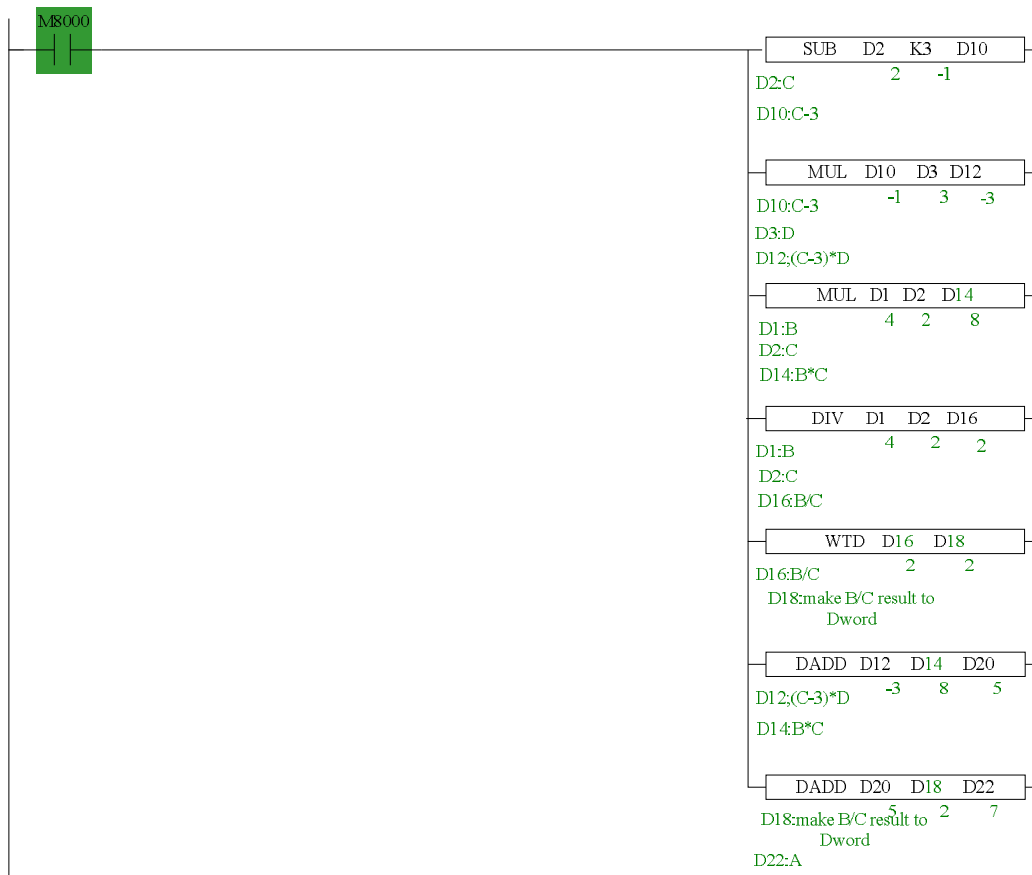 M8000
SUB D2 K3 D10
2 -1
D2:C
D10:C-3
MUL D10 D3 D12
-1 3 -3
D10:C-3
D3:D
D12;(C-3)*D
MUL D1 D2 D14
4 2 8
D1:B
D2:C
D14:B*C
DIV D1 D2 D16
4 2 2
D1:B
D2:C
D16:B/C
WTD D16 D18
2 2
D16:B/C
D18:make B/C result to
Dword
DADD D12 D14 D20
-3 8 5
D12;(C-3)*D
D14:B*C
DADD D20 D18 D22
5 2 7
D18:make B/C result to
Dword
D22:A